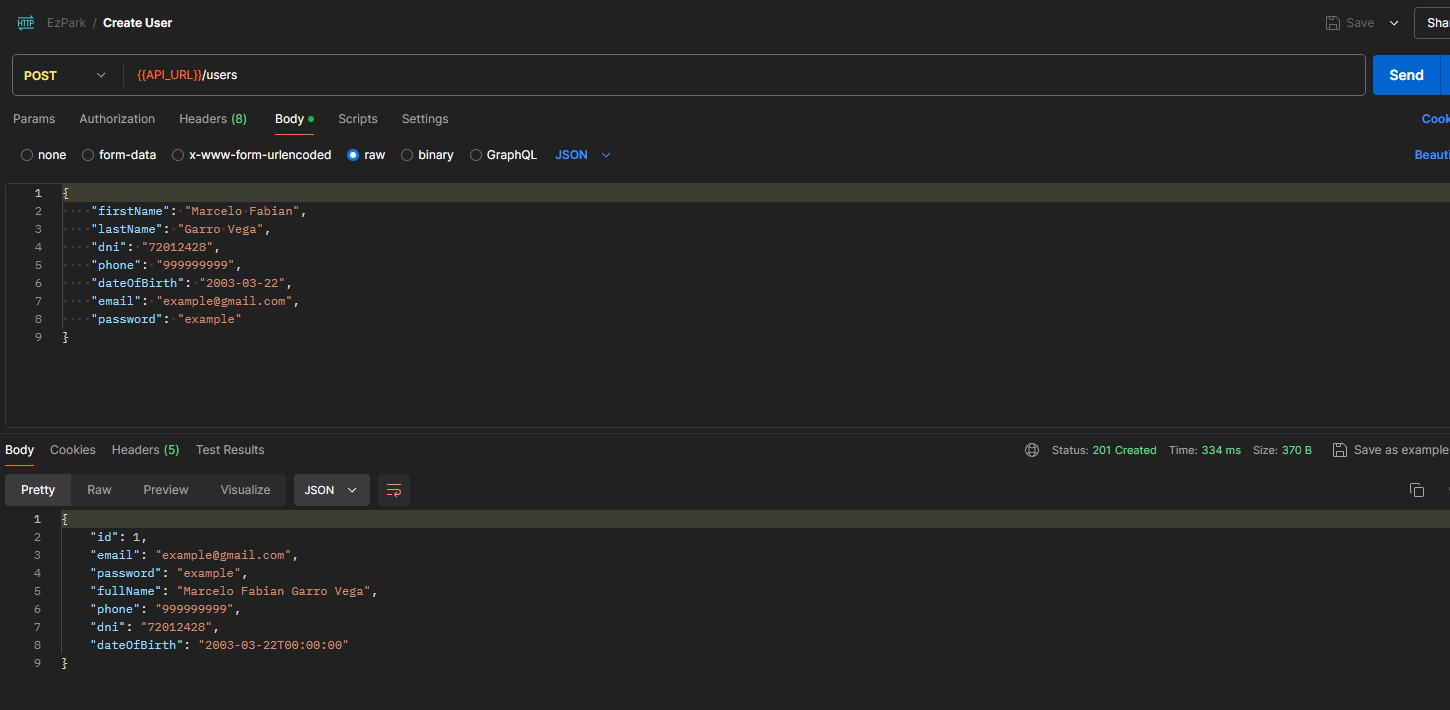 HTTP EzPark / Create User Save
POST {{API_URL}}/users Send
Params Authorization Headers (8) Body Scripts Settings
none form-data x-www-form-urlencoded raw binary GraphQL JSON
1 {
2 "firstName": "Marcelo Fabian",
3 "lastName": "Garro Vega",
4 "dni": "72012428",
5 "phone": "999999999",
6 "dateOfBirth": "2003-03-22",
7 "email": "example@gmail.com",
8 "password": "example"
9 }
Body Cookies Headers (5) Test Results Status: 201 Created Time: 334 ms Size: 370 B Save as example
Pretty Raw Preview Visualize JSON
1 {
2 "id": 1,
3 "email": "example@gmail.com",
4 "password": "example",
5 "fullName": "Marcelo Fabian Garro Vega",
6 "phone": "999999999",
7 "dni": "72012428",
8 "dateOfBirth": "2003-03-22T00:00:00"
9 }